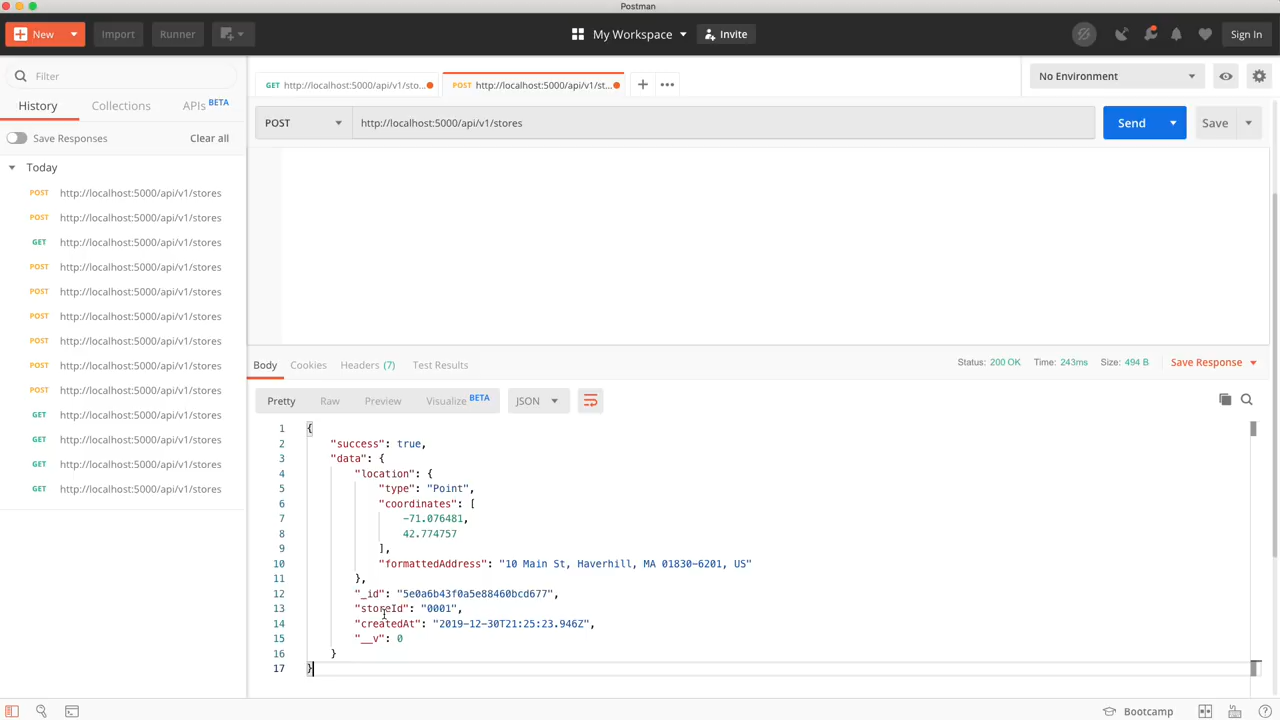 Postman
New
Import
Runner
My Workspace
Invite
Sign In
Filter
History
Collections
APIs BETA
Save Responses
Clear all
Today
POST http://localhost:5000/api/v1/stores
POST http://localhost:5000/api/v1/stores
GET http://localhost:5000/api/v1/stores
POST http://localhost:5000/api/v1/stores
POST http://localhost:5000/api/v1/stores
POST http://localhost:5000/api/v1/stores
POST http://localhost:5000/api/v1/stores
POST http://localhost:5000/api/v1/stores
POST http://localhost:5000/api/v1/stores
GET http://localhost:5000/api/v1/stores
GET http://localhost:5000/api/v1/stores
GET http://localhost:5000/api/v1/stores
GET http://localhost:5000/api/v1/stores
GET http://localhost:5000/api/v1/sto...
POST http://localhost:5000/api/v1/st...
No Environment
POST
http://localhost:5000/api/v1/stores
Send
Save
Body
Cookies
Headers (7)
Test Results
Status: 200 OK
Time: 243ms
Size: 494 B
Save Response
Pretty
Raw
Preview
Visualize BETA
JSON
1 {
2 "success": true,
3 "data": {
4 "location": {
5 "type": "Point",
6 "coordinates": [
7 -71.076481,
8 42.774757
9 ],
10 "formattedAddress": "10 Main St, Haverhill, MA 01830-6201, US"
11 },
12 "_id": "5e0a6b43f0a5e88460bcd677",
13 "storeId": "0001",
14 "createdAt": "2019-12-30T21:25:23.946Z",
15 "__v": 0
16 }
17 }
Bootcamp